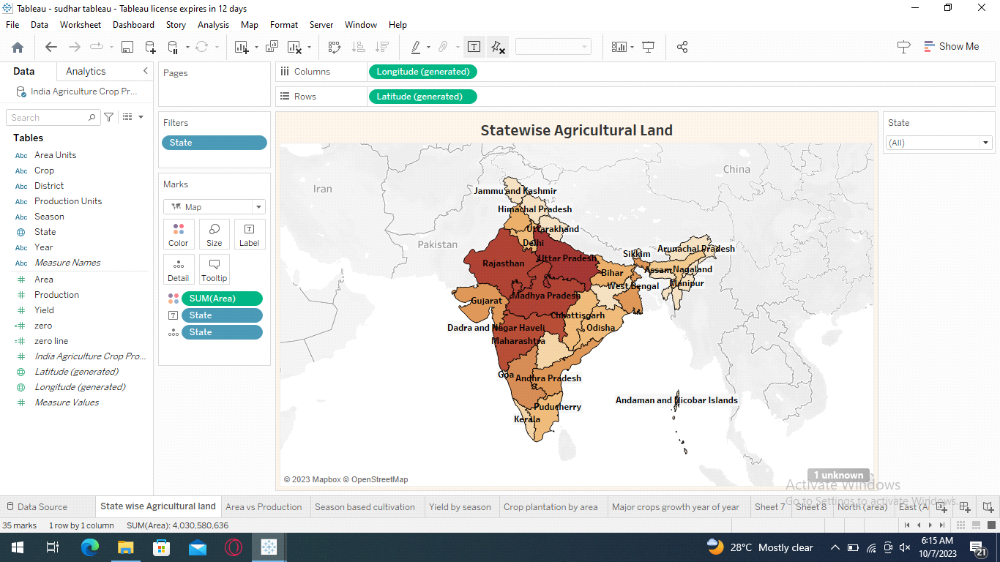 Tableau - sudhar tableau - Tableau license expires in 12 days
File Data Worksheet Dashboard Story Analysis Map Format Server Window Help
Show Me
Data Analytics
India Agriculture Crop Pr...
Search
Tables
Abc Area Units
Abc Crop
Abc District
Abc Production Units
Abc Season
State
Abc Year
Abc Measure Names
Area
Production
Yield
zero
zero line
India Agriculture Crop Pro...
Latitude (generated)
Longitude (generated)
Measure Values
Pages
Filters
State
Marks
Map
Color Size Label
Detail Tooltip
SUM(Area)
State
State
Columns Longitude (generated)
Rows Latitude (generated)
Statewise Agricultural Land
China
Iran
Pakistan
Jammu and Kashmir
Himachal Pradesh
Uttarakhand
Delhi
Rajasthan
Uttar Pradesh
Sikkim
Arunachal Pradesh
Bihar
Assam
Nagaland
West Bengal
Manipur
Madhya Pradesh
Gujarat
Chhattisgarh
Dadra and Nagar Haveli
Odisha
Maharashtra
Goa
Andhra Pradesh
Puducherry
Kerala
Andaman and Nicobar Islands
1 unknown
© 2023 Mapbox © OpenStreetMap
State
(All)
Activate Windows
Go to Settings to activate Windows.
Data Source State wise Agricultural land Area vs Production Season based cultivation Yield by season Crop plantation by area Major crops growth year of year Sheet 7 Sheet 8 North (area) East (A
35 marks 1 row by 1 column SUM(Area): 4,030,580,636
28°C Mostly clear
6:15 AM
10/7/2023
21